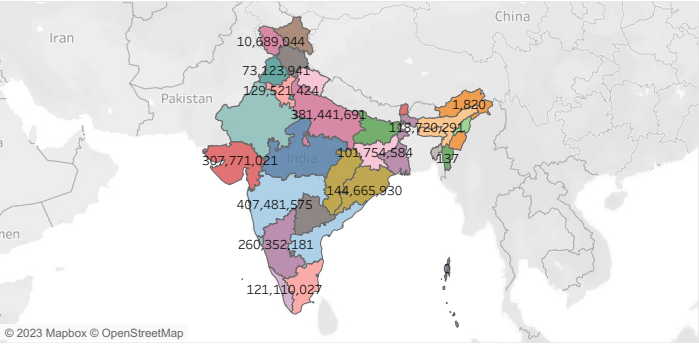 China
Iran
10,689,044
73,123,941
129,521,424
Pakistan
1,820
381,441,691
118,720,291
India
101,754,584
137
307,771,021
144,665,930
407,481,575
men
260,352,181
0
121,110,027
© 2023 Mapbox © OpenStreetMap